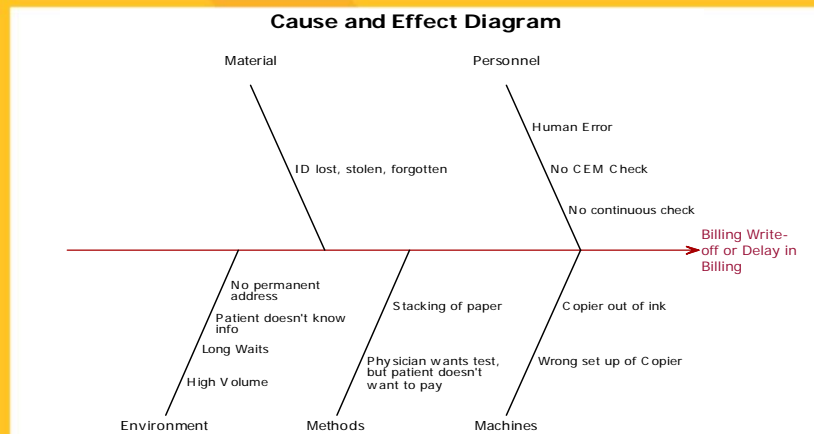 Cause and Effect Diagram
Material
Personnel
Human Error
ID lost, stolen, forgotten
No CEM Check
No continuous check
Billing Write-
off or Delay in
Billing
No permanent
address
Patient doesn't know
info
Long Waits
High Volume
Stacking of paper
Physician wants test,
but patient doesn't
want to pay
Copier out of ink
Wrong set up of Copier
Environment
Methods
Machines